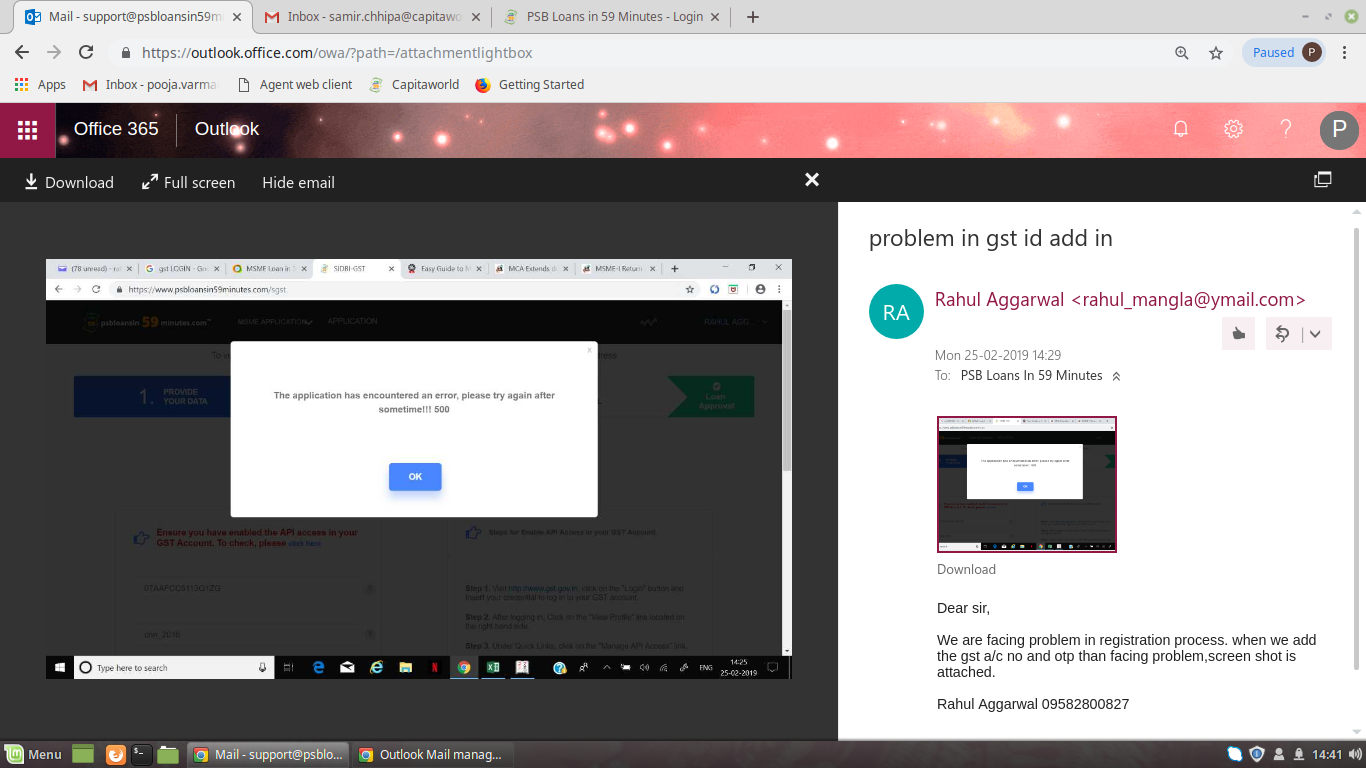 Mail - support@psbloansin59m
Inbox - samir.chhipa@capitawo
PSB Loans in 59 Minutes - Login
https://outlook.office.com/owa/?path=/attachmentlightbox
Paused P
Apps
Inbox - pooja.varma
Agent web client
Capitaworld
Getting Started
Office 365
Outlook
P
Download
Full screen
Hide email
(78 unread) - ra
gst LOGIN - Goo
MSME Loan in
SIDBI-GST
Easy Guide to M
MCA Extends d
MSME-I Return
https://www.psbloansin59minutes.com/sgst
psbloansin 59 minutes.com
MSME APPLICATION
APPLICATION
RAHUL AGG...
1. PROVIDE
YOUR DATA
Loan
Approval
x
The application has encountered an error, please try again after
sometime!!! 500
OK
Ensure you have enabled the API access in your
GST Account. To check, please click here
Steps for Enable API Access in your GST Account
Step 1. Visit http://www.gst.gov.in, click on the "Login" button and
insert your credential to log in to your GST account.
Step 2. After logging in, Click on the "View Profile" link located on
the right hand side.
Step 3. Under Quick Links, click on the "Manage API Access" link.
Type here to search
ENG
14:25
25-02-2019
problem in gst id add in
RA
Rahul Aggarwal <rahul_mangla@ymail.com>
Mon 25-02-2019 14:29
To: PSB Loans In 59 Minutes
Download
Dear sir,
We are facing problem in registration process. when we add
the gst a/c no and otp than facing problem,screen shot is
attached.
Rahul Aggarwal 09582800827
Menu
Mail - support@psblo...
Outlook Mail manag...
14:41